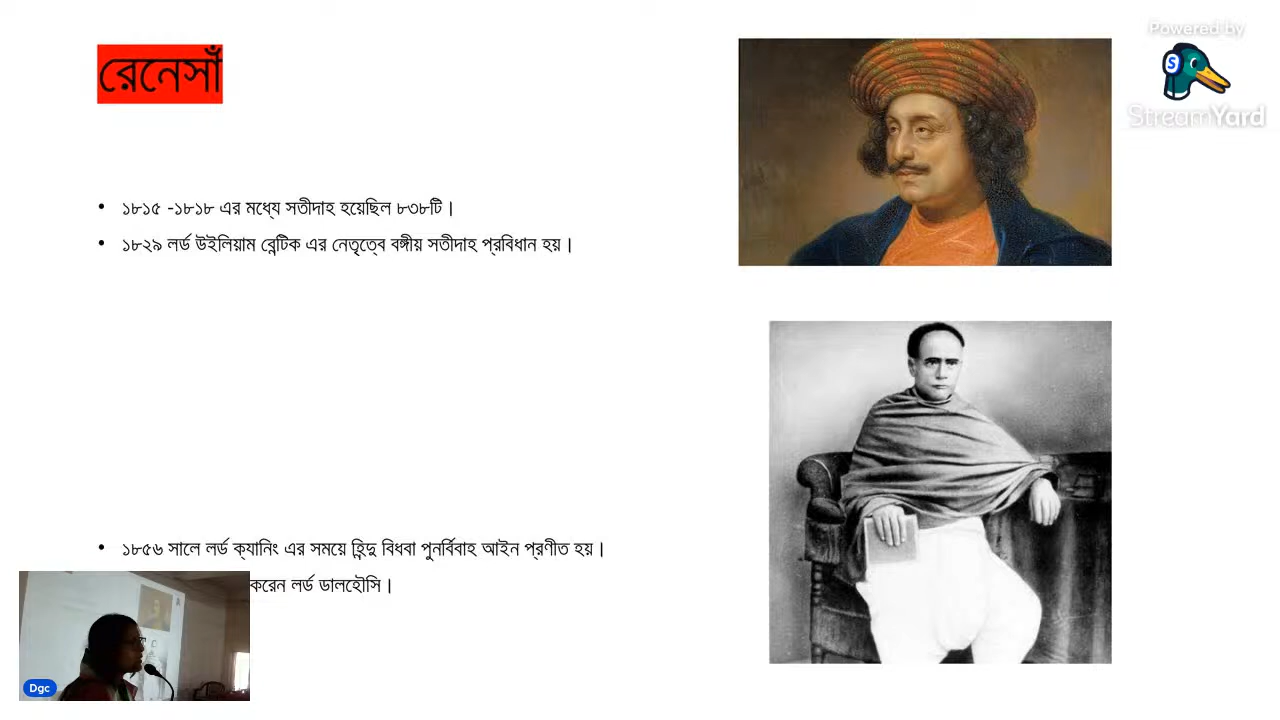 রেনেসাঁ
১৮১৫ -১৮১৮ এর মধ্যে সতীদাহ হয়েছিল ৮৩৮টি।
১৮২৯ লর্ড উইলিয়াম বেন্টিক এর নেতৃত্বে বঙ্গীয় সতীদাহ প্রবিধান হয়।
১৮৫৬ সালে লর্ড ক্যানিং এর সময়ে হিন্দু বিধবা পুনর্বিবাহ আইন প্রণীত হয়।
করেন লর্ড ডালহৌসি।
Powered by
StreamYard
Dgc